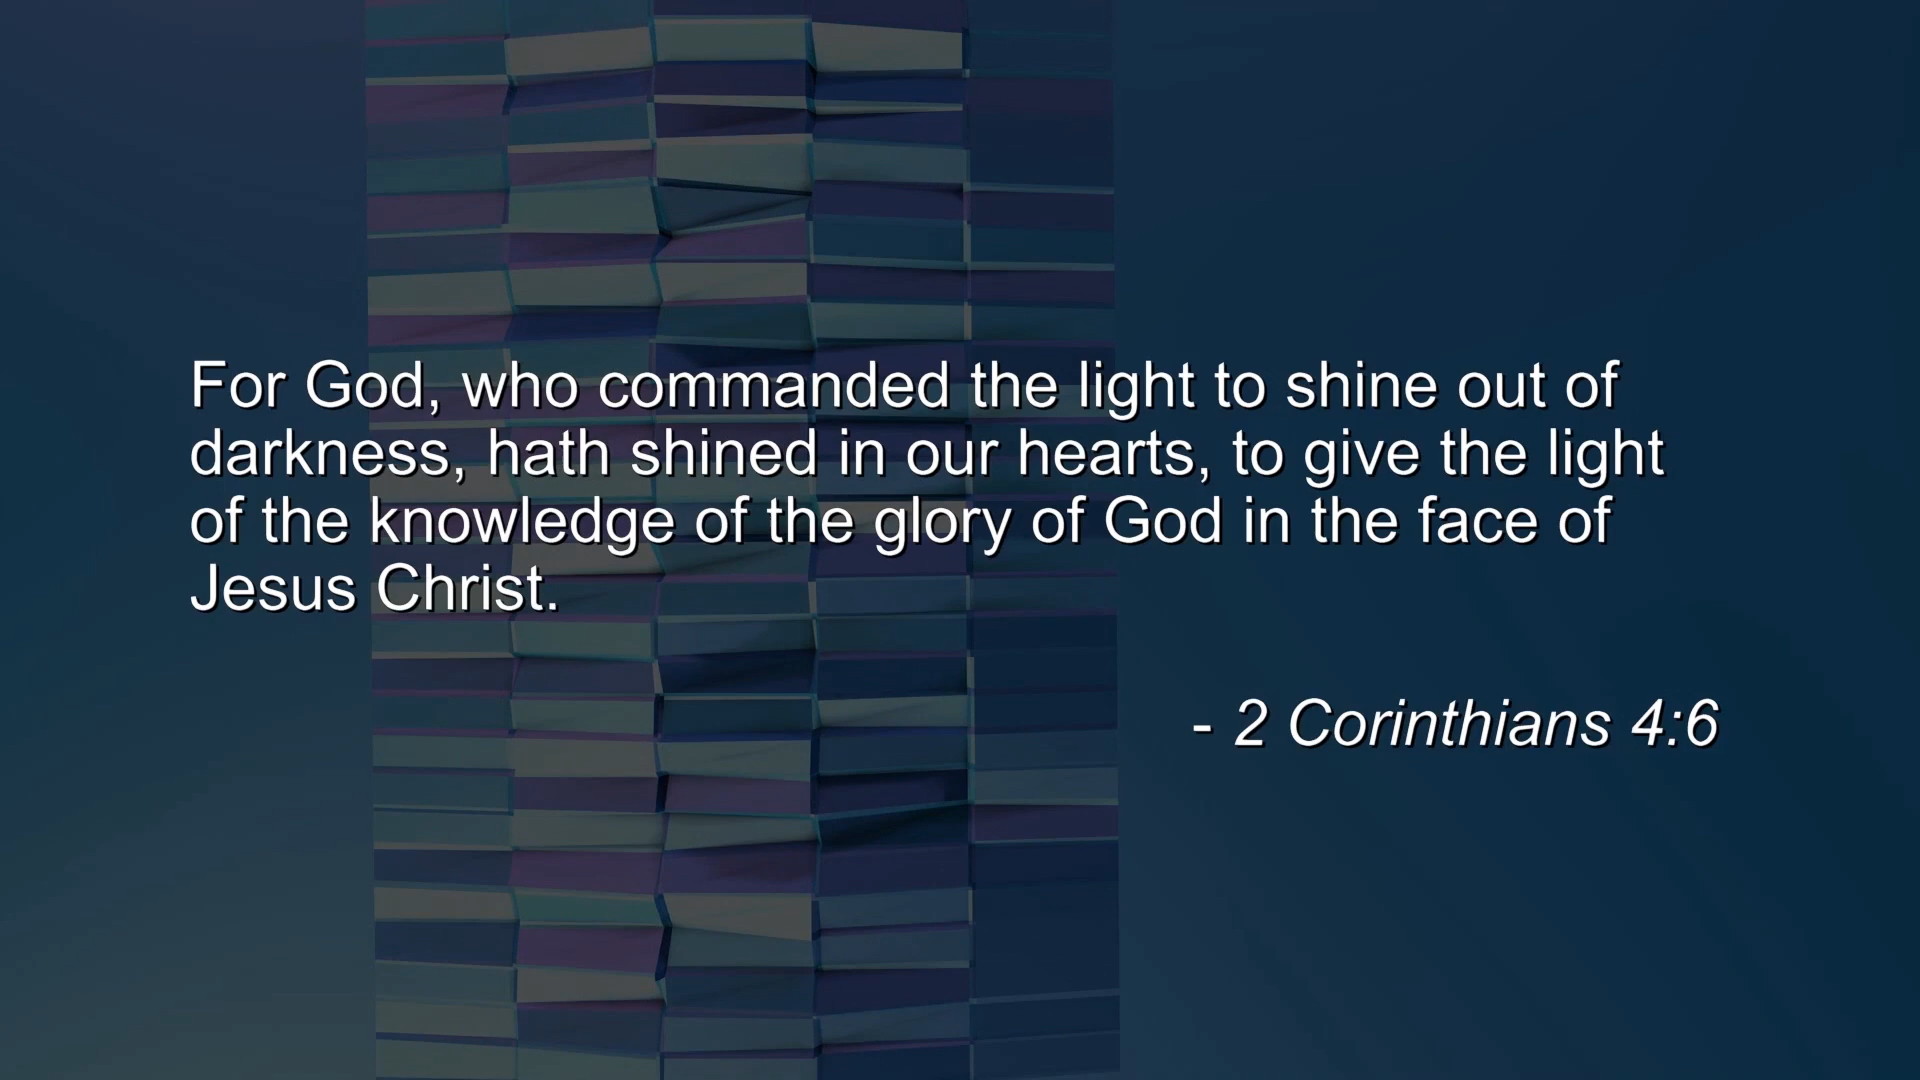 For God, who commanded the light to shine out of
darkness, hath shined in our hearts, to give the light
of the knowledge of the glory of God in the face of
Jesus Christ.
- 2 Corinthians 4:6